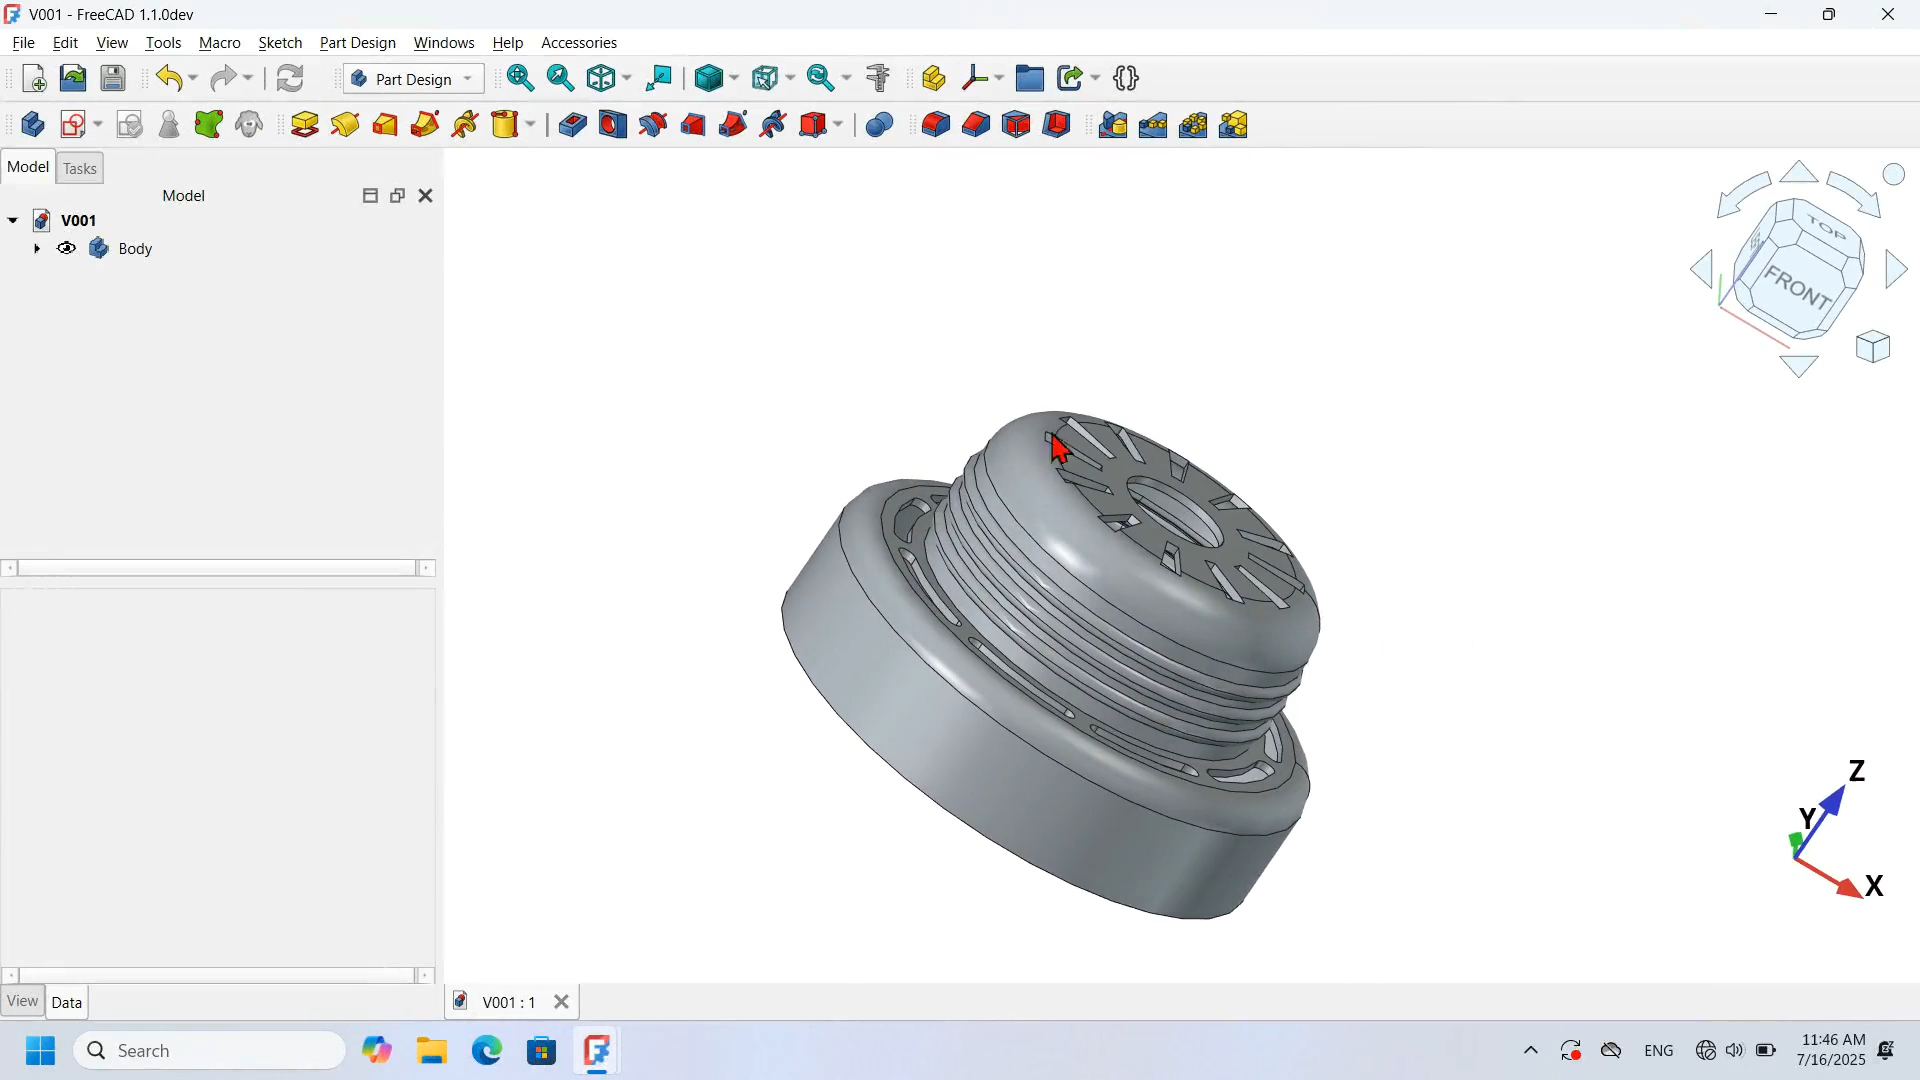 V001 - FreeCAD 1.1.0dev
File Edit View Tools Macro Sketch Part Design Windows Help Accessories
Part Design
Model Tasks
Model
V001
Body
TOP
FRONT
Z
Y
X
View Data
V001 : 1
Search
ENG
11:46 AM
7/16/2025